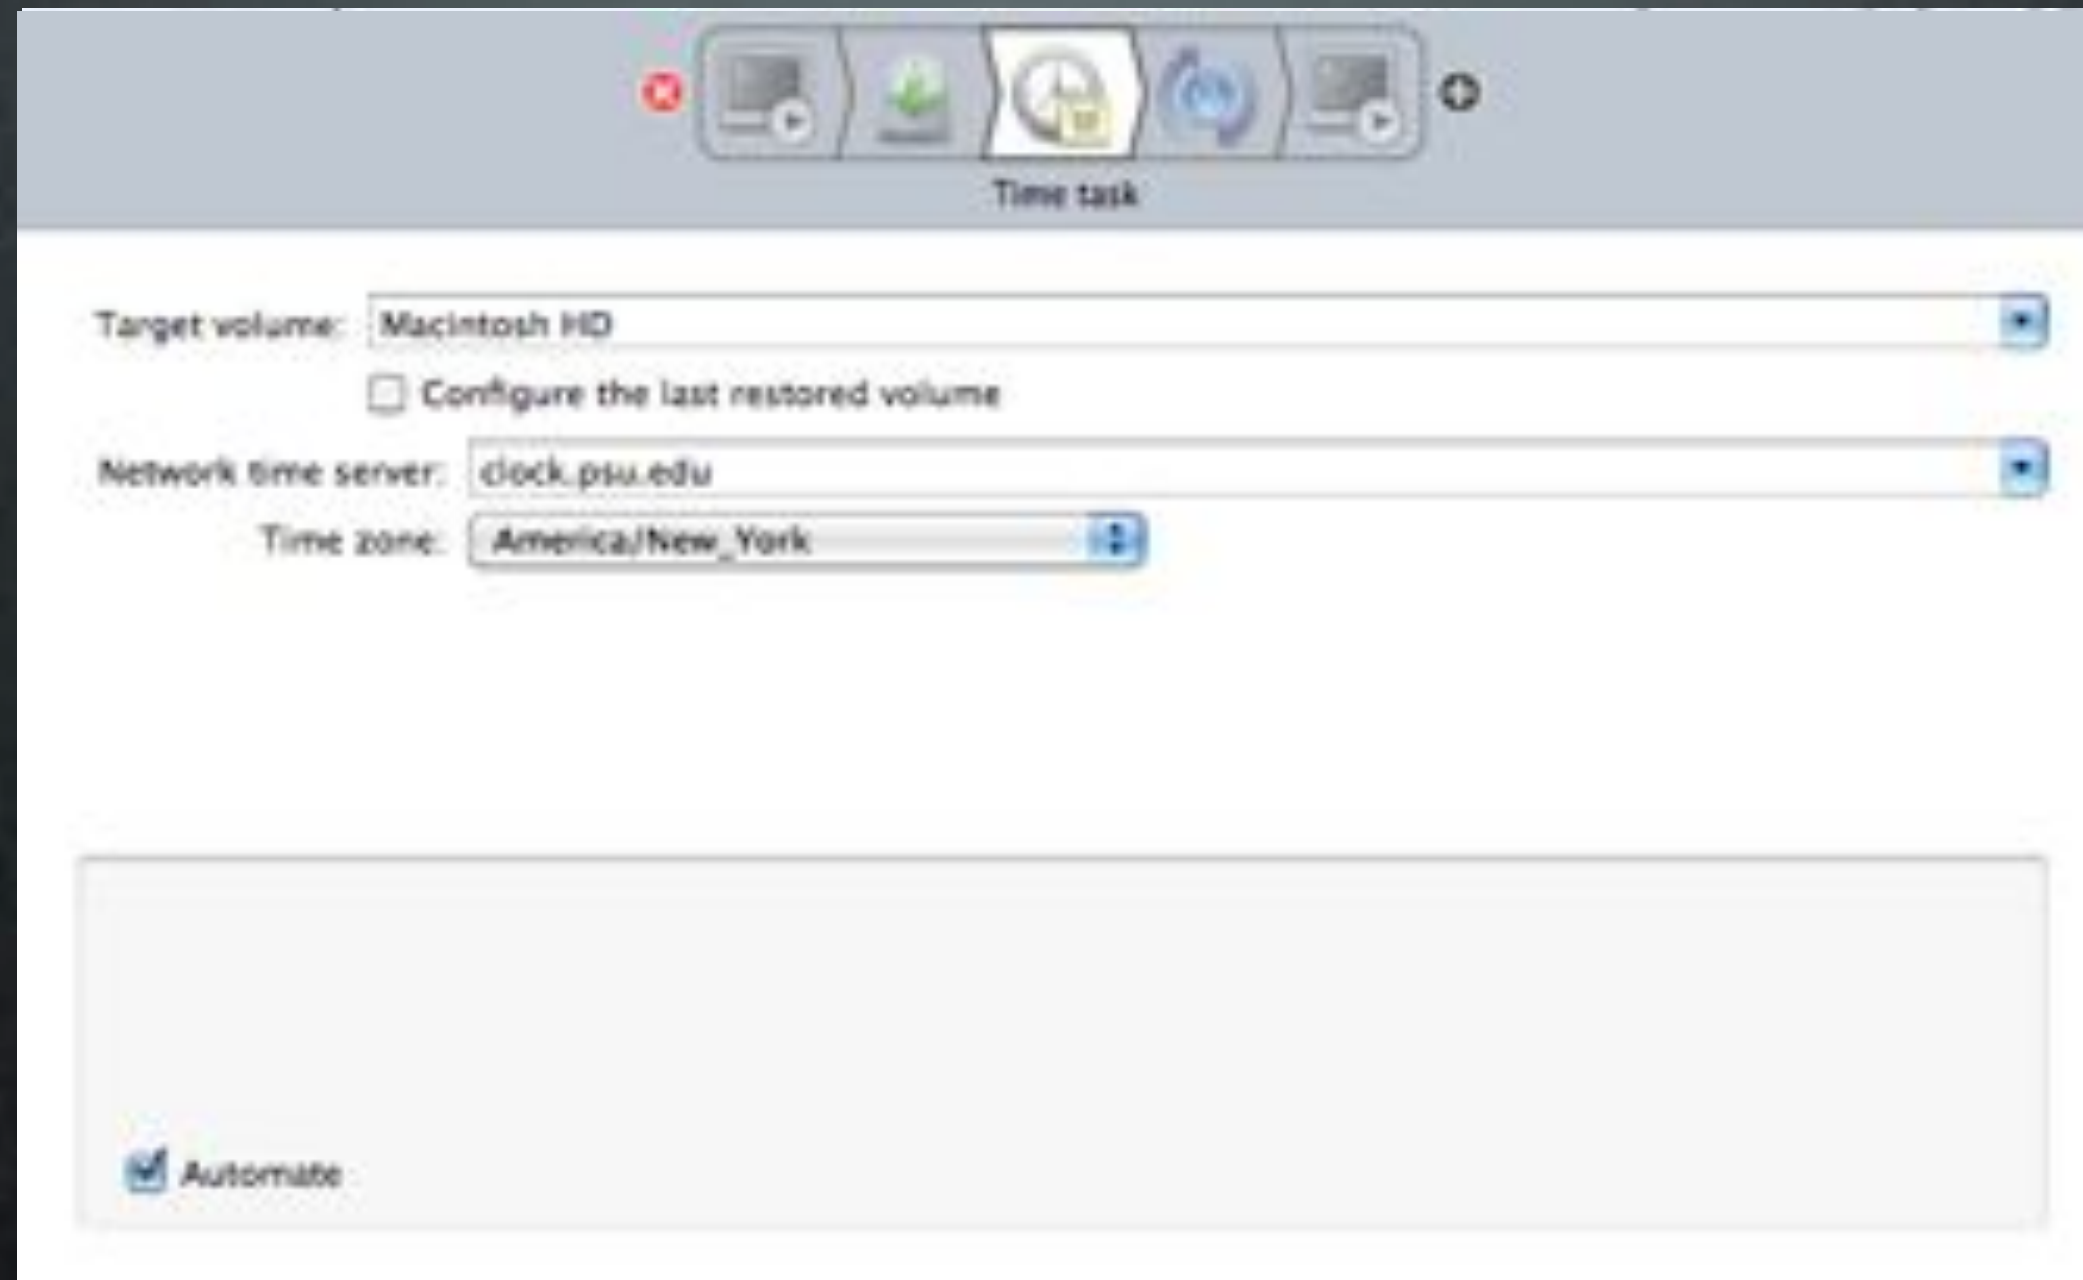 Time task
Target volume: Macintosh HD
Configure the last restored volume
Network time server: clock.psu.edu
Time zone: America/New_York
Automate